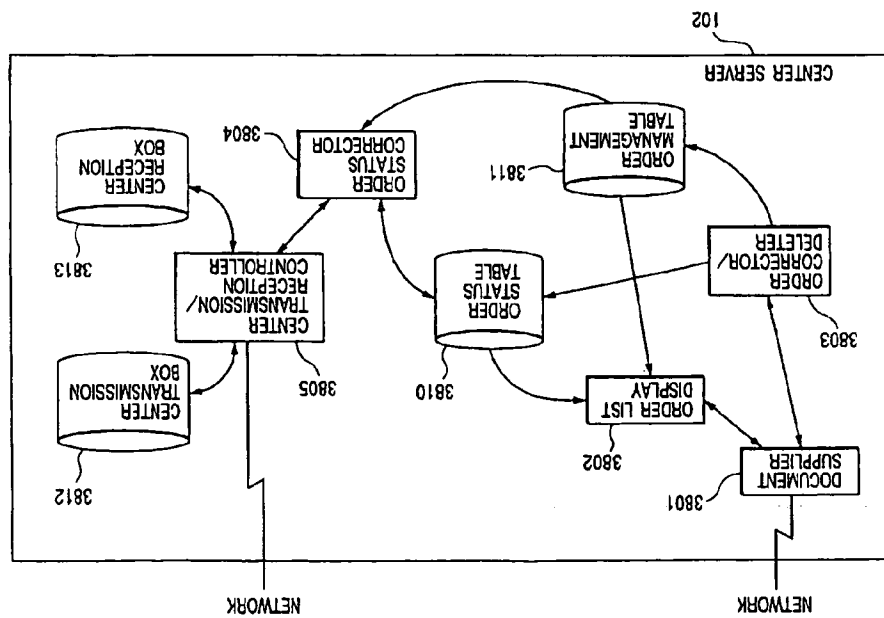 NETWORK
NETWORK
3801
DOCUMENT
SUPPLIER
3802
ORDER LIST
DISPLAY
3803
ORDER
CORRECTOR/
DELETER
3810
ORDER STATUS
TABLE
3811
ORDER
MANAGEMENT
TABLE
3805
CENTER
TRANSMISSION/
RECEPTION
CONTROLLER
3804
ORDER
STATUS
CORRECTOR
3812
CENTER
TRANSMISSION
BOX
3813
CENTER
RECEPTION
BOX
CENTER SERVER
102